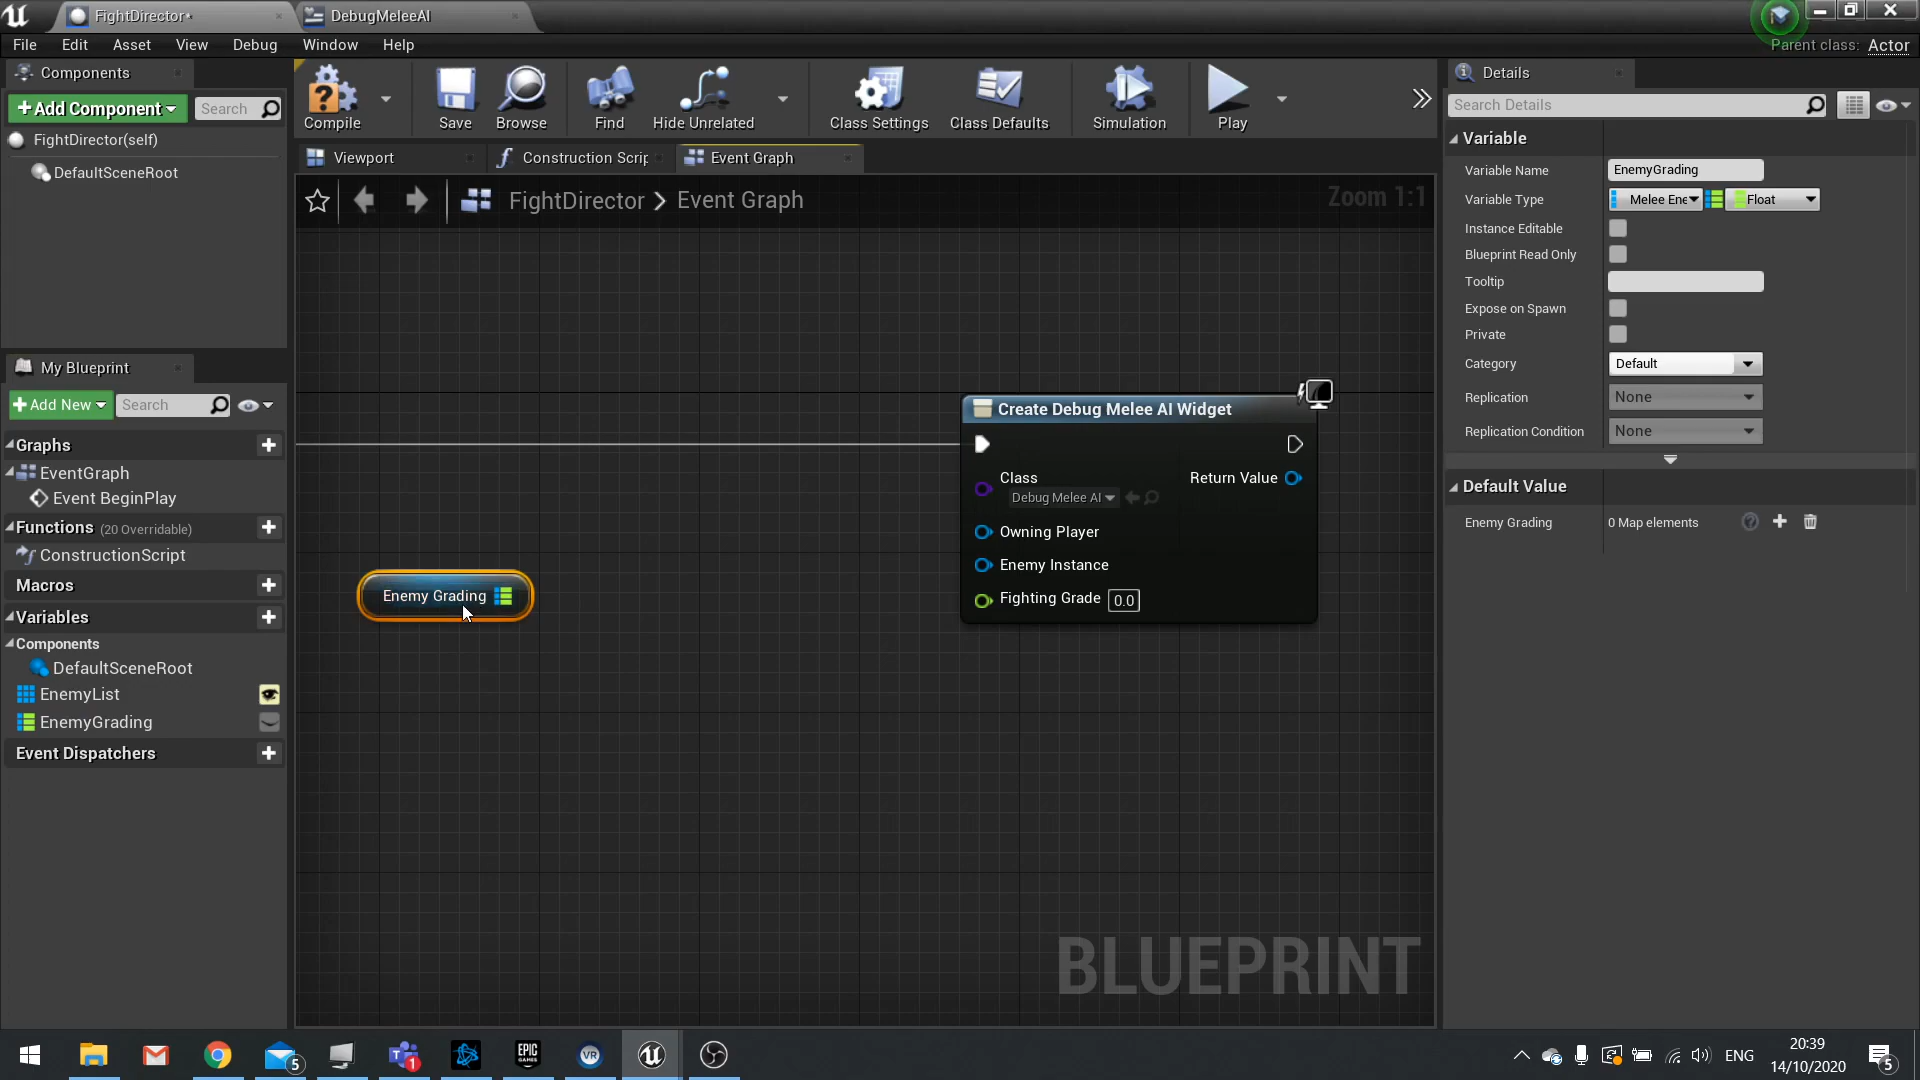 FightDirector*
DebugMeleeAI
File Edit Asset View Debug Window Help
Parent class: Actor
Components
+Add Component
Search
FightDirector(self)
DefaultSceneRoot
Compile
Save
Browse
Find
Hide Unrelated
Class Settings
Class Defaults
Simulation
Play
Viewport
Construction Scrip
Event Graph
FightDirector > Event Graph
Zoom 1:1
My Blueprint
+Add New
Search
Graphs
EventGraph
Event BeginPlay
Functions (20 Overridable)
ConstructionScript
Macros
Variables
Components
DefaultSceneRoot
EnemyList
EnemyGrading
Event Dispatchers
Enemy Grading
Create Debug Melee AI Widget
Class
Return Value
Debug Melee AI
Owning Player
Enemy Instance
Fighting Grade 0.0
BLUEPRINT
Details
Search Details
Variable
Variable Name EnemyGrading
Variable Type Melee Ene Float
Instance Editable
Blueprint Read Only
Tooltip
Expose on Spawn
Private
Category Default
Replication None
Replication Condition None
Default Value
Enemy Grading 0 Map elements
5
1
EPIC
GAMES
VR
ENG
20:39
14/10/2020
5